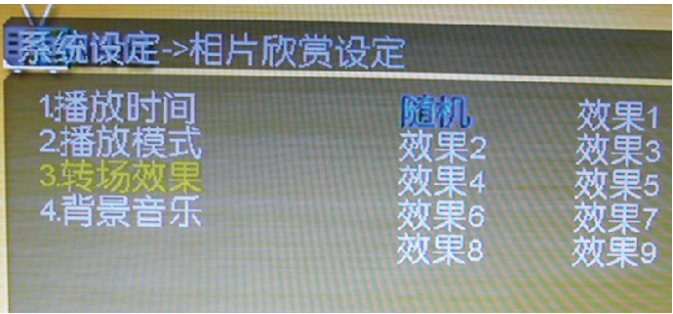 系统设定->相片欣赏设定
1.播放时间 随机 效果1
2.播放模式 效果2 效果3
3.转场效果 效果4 效果5
4.背景音乐 效果6 效果7
效果8 效果9